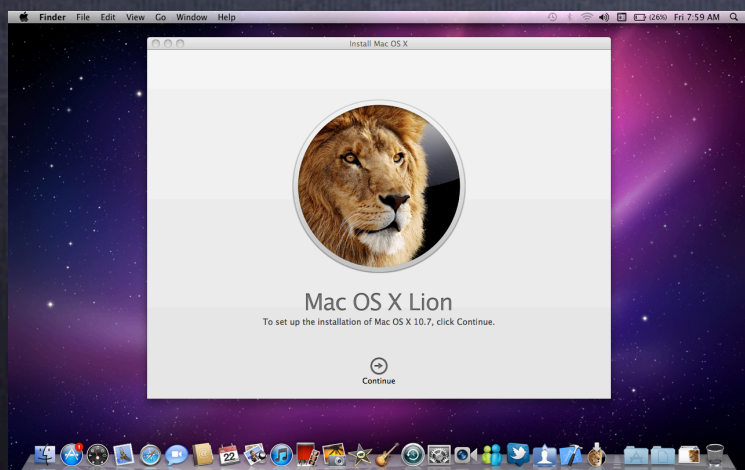 Finder File Edit View Go Window Help (26%) Fri 7:59 AM
Install Mac OS X
Mac OS X Lion
To set up the installation of Mac OS X 10.7, click Continue.
Continue
22